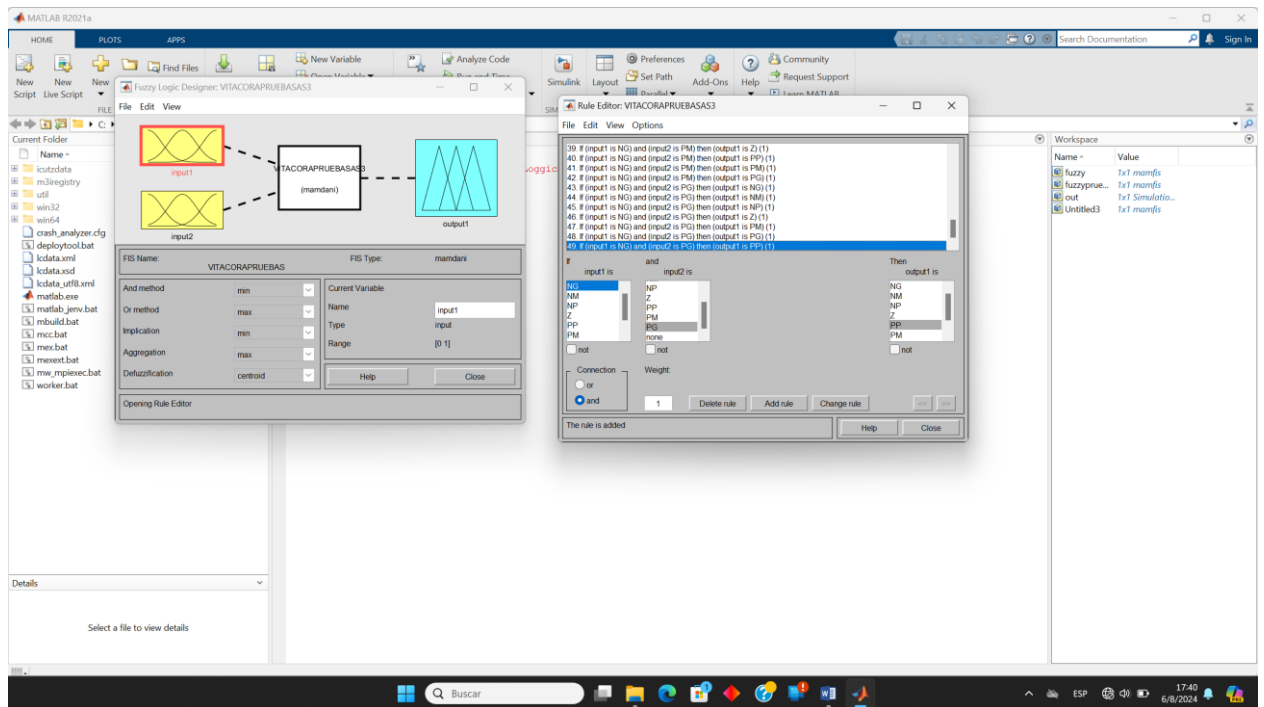 MATLAB R2021a
HOME PLOTS APPS
Search Documentation Sign In
New Script
New Live Script
New
Find Files
New Variable
Analyze Code
Simulink
Layout
Preferences
Set Path
Parallel
Add-Ons
Help
Community
Request Support
Learn MATLAB
FILE
C:
Current Folder
Name
icutzdata
m3iregistry
util
win32
win64
crash_analyzer.cfg
deploytool.bat
lcdata.xml
lcdata.xsd
lcdata_utf8.xml
matlab.exe
matlab_jenv.bat
mbuild.bat
mcc.bat
mex.bat
mexext.bat
mw_mpiexec.bat
worker.bat
Details
Select a file to view details
Fuzzy Logic Designer: VITACORAPRUEBASAS3
File Edit View
input1
input2
VITACORAPRUEBASAS3
(mamdani)
output1
FIS Name: VITACORAPRUEBAS FIS Type: mamdani
And method min
Or method max
Implication min
Aggregation max
Defuzzification centroid
Current Variable
Name input1
Type input
Range [0 1]
Help Close
Opening Rule Editor
Rule Editor: VITACORAPRUEBASAS3
File Edit View Options
39. If (input1 is NG) and (input2 is PM) then (output1 is Z) (1)
40. If (input1 is NG) and (input2 is PM) then (output1 is PP) (1)
41. If (input1 is NG) and (input2 is PM) then (output1 is PM) (1)
42. If (input1 is NG) and (input2 is PM) then (output1 is PG) (1)
43. If (input1 is NG) and (input2 is PG) then (output1 is NG) (1)
44. If (input1 is NG) and (input2 is PG) then (output1 is NM) (1)
45. If (input1 is NG) and (input2 is PG) then (output1 is NP) (1)
46. If (input1 is NG) and (input2 is PG) then (output1 is Z) (1)
47. If (input1 is NG) and (input2 is PG) then (output1 is PM) (1)
48. If (input1 is NG) and (input2 is PG) then (output1 is PG) (1)
49. If (input1 is NG) and (input2 is PG) then (output1 is PP) (1)
If and Then
input1 is input2 is output1 is
NG
NM
NP
Z
PP
PM
not
NP
Z
PP
PM
PG
none
not
NG
NM
NP
Z
PP
PM
not
Connection
or
and
Weight:
1
Delete rule Add rule Change rule << >>
The rule is added
Help Close
Workspace
Name Value
fuzzy 1x1 mamfis
fuzzyprue... 1x1 mamfis
out 1x1 Simulatio...
Untitled3 1x1 mamfis
Buscar
ESP
17:40
6/8/2024